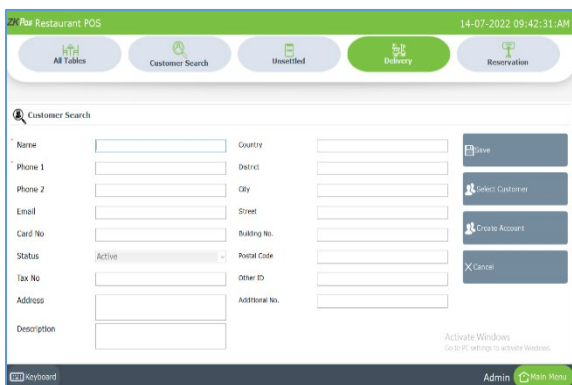 ZKPos Restaurant POS
14-07-2022 09:42:31:AM
All Tables
Customer Search
Unsettled
Delivery
Reservation
Customer Search
* Name
Country
Save
* Phone 1
District
Phone 2
City
Select Customer
Email
Street
Card No
Building No.
Create Account
Status
Active
Postal Code
Cancel
Tax No
Other ID
Address
Additional No.
Description
Activate Windows
Go to PC settings to activate Windows.
Keyboard
Admin
Main Menu